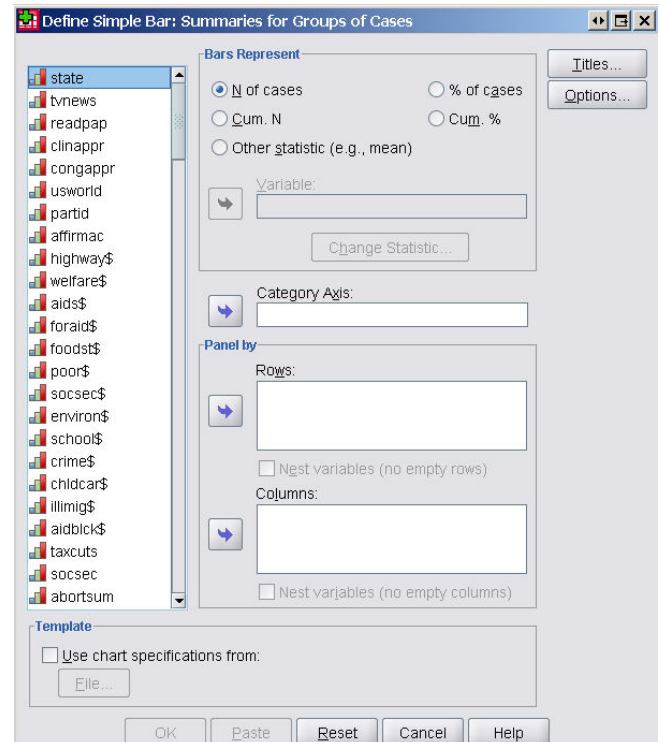 Define Simple Bar: Summaries for Groups of Cases
state
tvnews
readpap
clinappr
congappr
usworld
partid
affirmac
highway$
welfare$
aids$
foraid$
foodst$
poor$
socsec$
environ$
school$
crime$
chldcar$
illimig$
aidblck$
taxcuts
socsec
abortsum
Bars Represent
N of cases
% of cases
Cum. N
Cum. %
Other statistic (e.g., mean)
Variable:
Change Statistic...
Category Axis:
Panel by
Rows:
Nest variables (no empty rows)
Columns:
Nest variables (no empty columns)
Titles...
Options...
Template
Use chart specifications from:
File...
OK
Paste
Reset
Cancel
Help